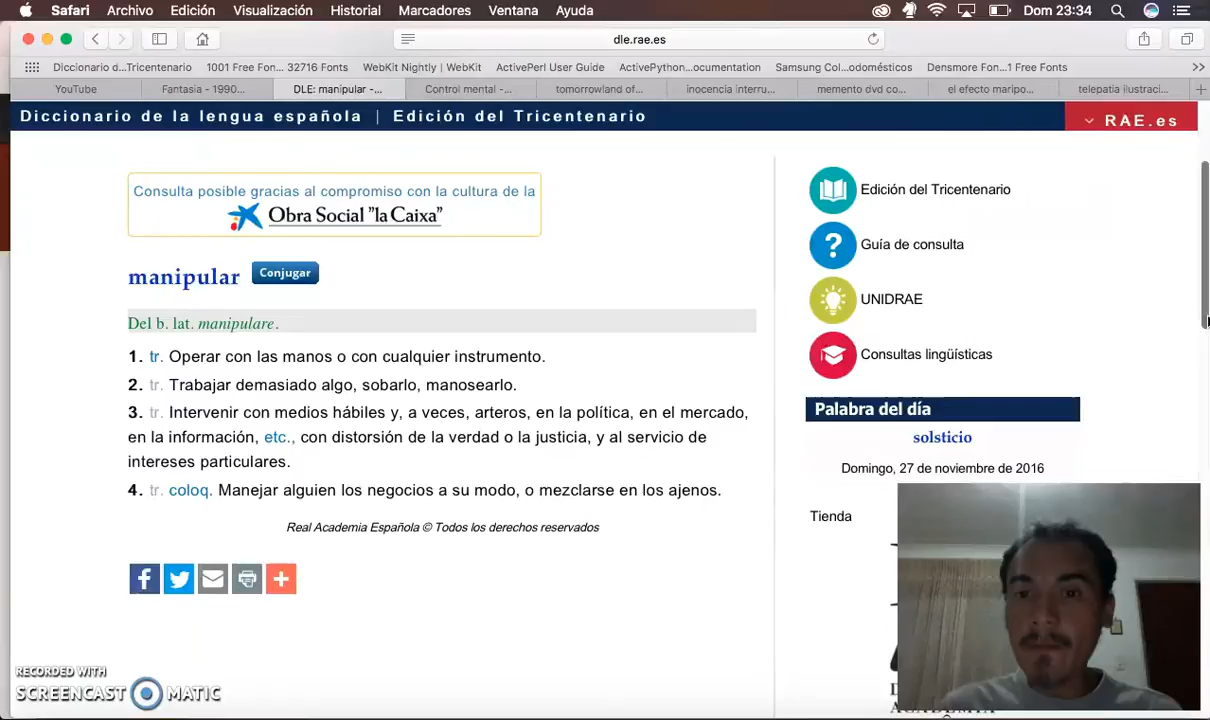 Safari Archivo Edición Visualización Historial Marcadores Ventana Ayuda Dom 23:34
dle.rae.es
Diccionario d...Tricentenario 1001 Free Fon... 32716 Fonts WebKit Nightly | WebKit ActivePerl User Guide ActivePython...ocumentation Samsung Col...odomésticos Densmore Fon...1 Free Fonts
YouTube Fantasia - 1990... DLE: manipular -... Control mental -... tomorrowland of... inocencia interru... memento dvd co... el efecto maripo... telepatia ilustraci...
Diccionario de la lengua española | Edición del Tricentenario
RAE.es
Consulta posible gracias al compromiso con la cultura de la
Obra Social "la Caixa"
manipular Conjugar
Del b. lat. manipulare.
1. tr. Operar con las manos o con cualquier instrumento.
2. tr. Trabajar demasiado algo, sobarlo, manosearlo.
3. tr. Intervenir con medios hábiles y, a veces, arteros, en la política, en el mercado,
en la información, etc., con distorsión de la verdad o la justicia, y al servicio de
intereses particulares.
4. tr. coloq. Manejar alguien los negocios a su modo, o mezclarse en los ajenos.
Real Academia Española © Todos los derechos reservados
Edición del Tricentenario
Guía de consulta
UNIDRAE
Consultas lingüísticas
Palabra del día
solsticio
Domingo, 27 de noviembre de 2016
Tienda
RECORDED WITH
SCREENCAST MATIC